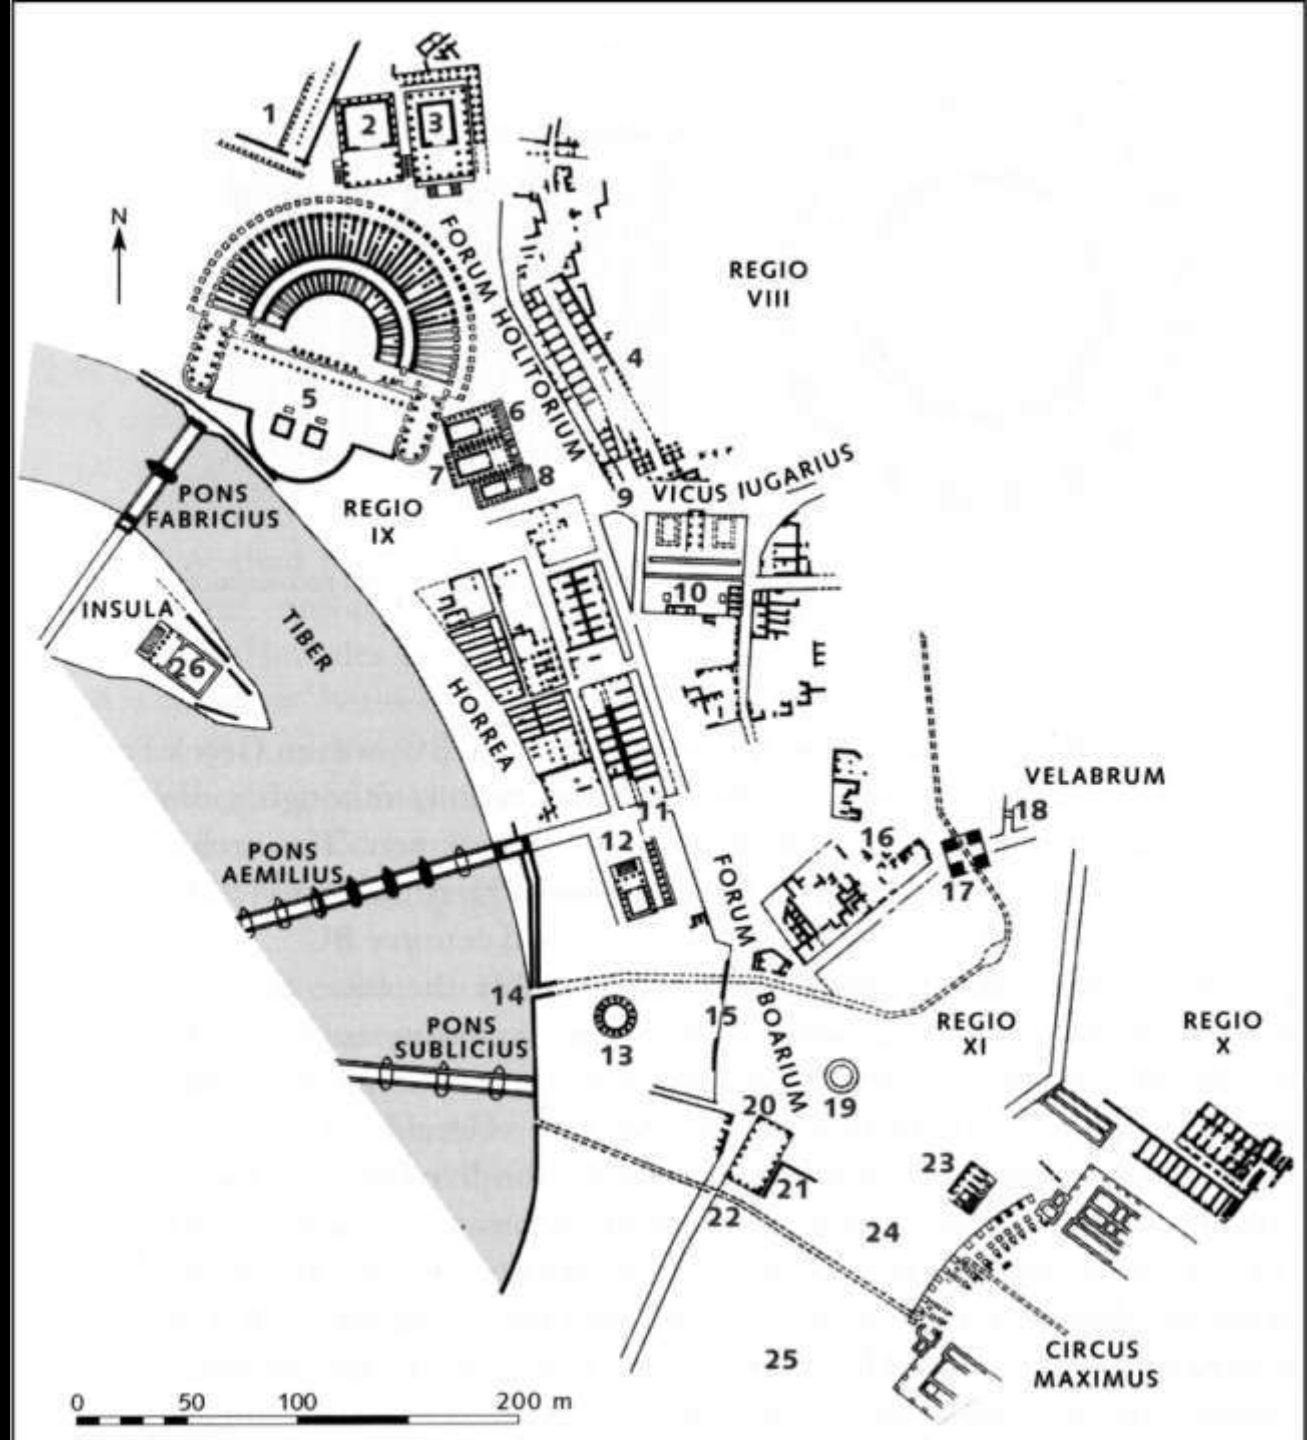 1
2
3
N
FORUM HOLITORIUM
REGIO
VIII
4
5
6
7
8
9
VICUS IUGARIUS
PONS
FABRICIUS
REGIO
IX
10
INSULA
26
TIBER
HORREA
VELABRUM
11
18
12
16
PONS
AEMILIUS
17
FORUM BOARIUM
14
15
REGIO
XI
REGIO
X
PONS
SUBLICIUS
13
20
19
23
21
22
24
25
CIRCUS
MAXIMUS
0 50 100 200 m